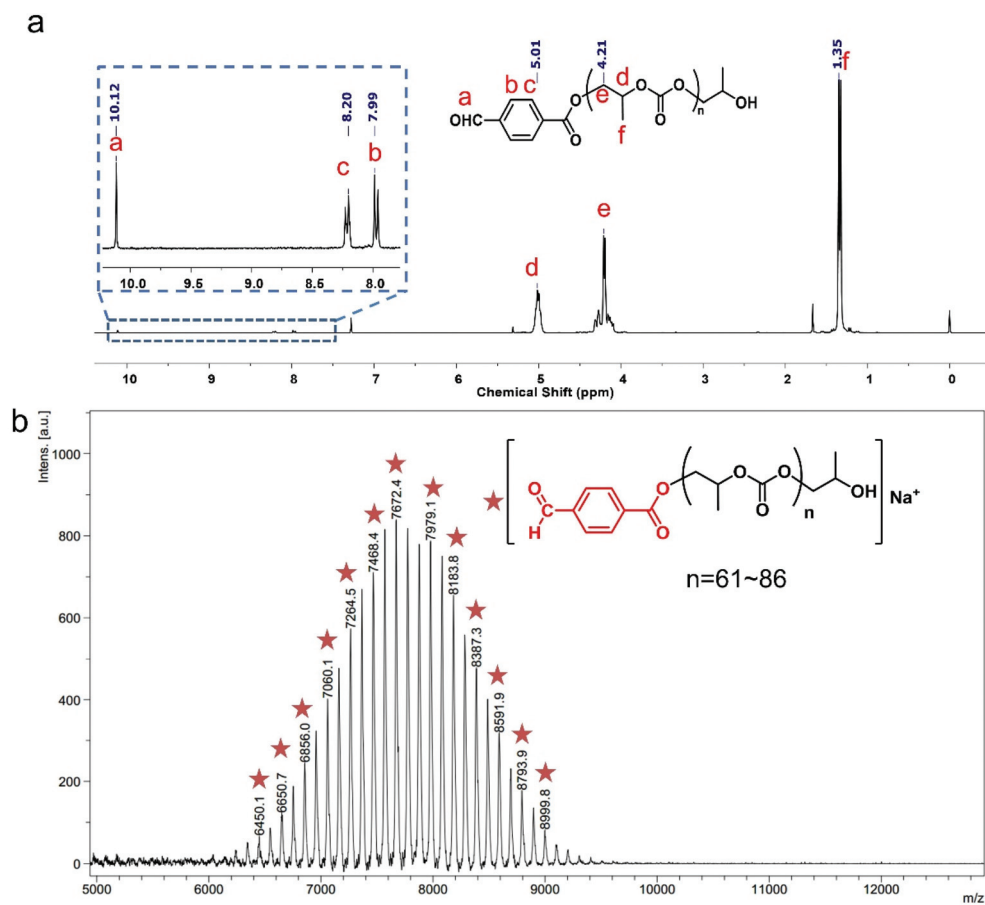 a
10.12
8.20
7.99
a
c
b
10.0
9.5
9.0
8.5
8.0
5.01
4.21
1.35
f
a
b
c
d
e
f
OHC
O
O
O
O
O
n
OH
d
e
10
9
8
7
6
5
4
3
2
1
0
Chemical Shift (ppm)
b
Intens. [a.u.]
1000
800
600
400
200
0
6450.1
6650.7
6856.0
7060.1
7264.5
7468.4
7672.4
7979.1
8183.8
8387.3
8591.9
8793.9
8999.8
O
H
O
O
O
O
O
n
OH
Na+
n=61~86
5000
6000
7000
8000
9000
10000
11000
12000
m/z